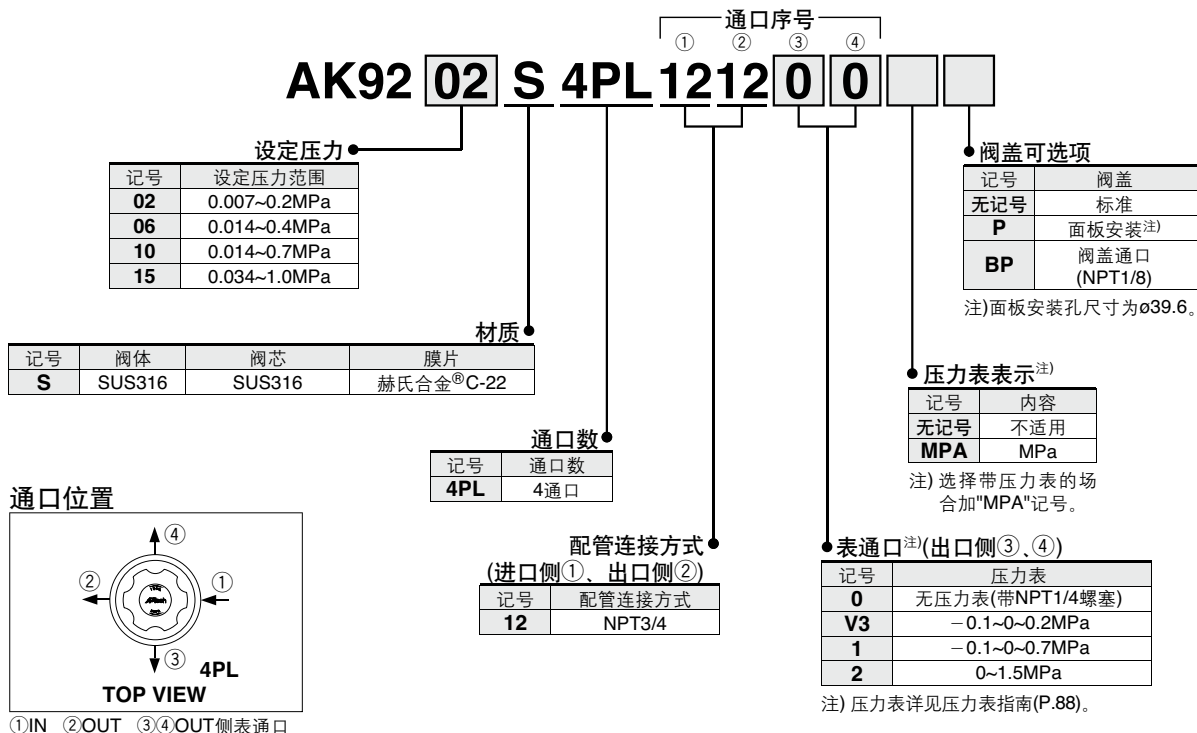 通口序号
① ② ③ ④
AK92 02 S 4PL 12 12 0 0
设定压力
记号 设定压力范围
02 0.007~0.2MPa
06 0.014~0.4MPa
10 0.014~0.7MPa
15 0.034~1.0MPa
材质
记号 阀体 阀芯 膜片
S SUS316 SUS316 赫氏合金®C-22
通口数
记号 通口数
4PL 4通口
配管连接方式
(进口侧①、出口侧②)
记号 配管连接方式
12 NPT3/4
阀盖可选项
记号 阀盖
无记号 标准
P 面板安装注)
BP 阀盖通口
(NPT1/8)
注)面板安装孔尺寸为ø39.6。
压力表表示注)
记号 内容
无记号 不适用
MPA MPa
注) 选择带压力表的场
合加"MPA"记号。
表通口注)(出口侧③、④)
记号 压力表
0 无压力表(带NPT1/4螺塞)
V3 －0.1~0~0.2MPa
1 －0.1~0~0.7MPa
2 0~1.5MPa
注) 压力表详见压力表指南(P.88)。
通口位置
④
② ①
③ 4PL
TOP VIEW
①IN ②OUT ③④OUT侧表通口